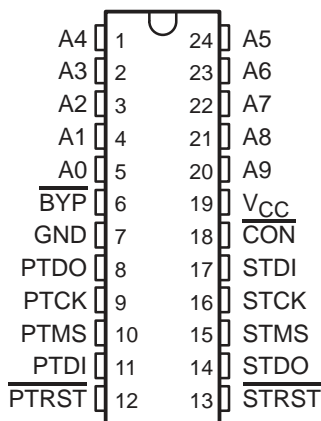 A4 1 24 A5
A3 2 23 A6
A2 3 22 A7
A1 4 21 A8
A0 5 20 A9
BYP 6 19 VCC
GND 7 18 CON
PTDO 8 17 STDI
PTCK 9 16 STCK
PTMS 10 15 STMS
PTDI 11 14 STDO
PTRST 12 13 STRST